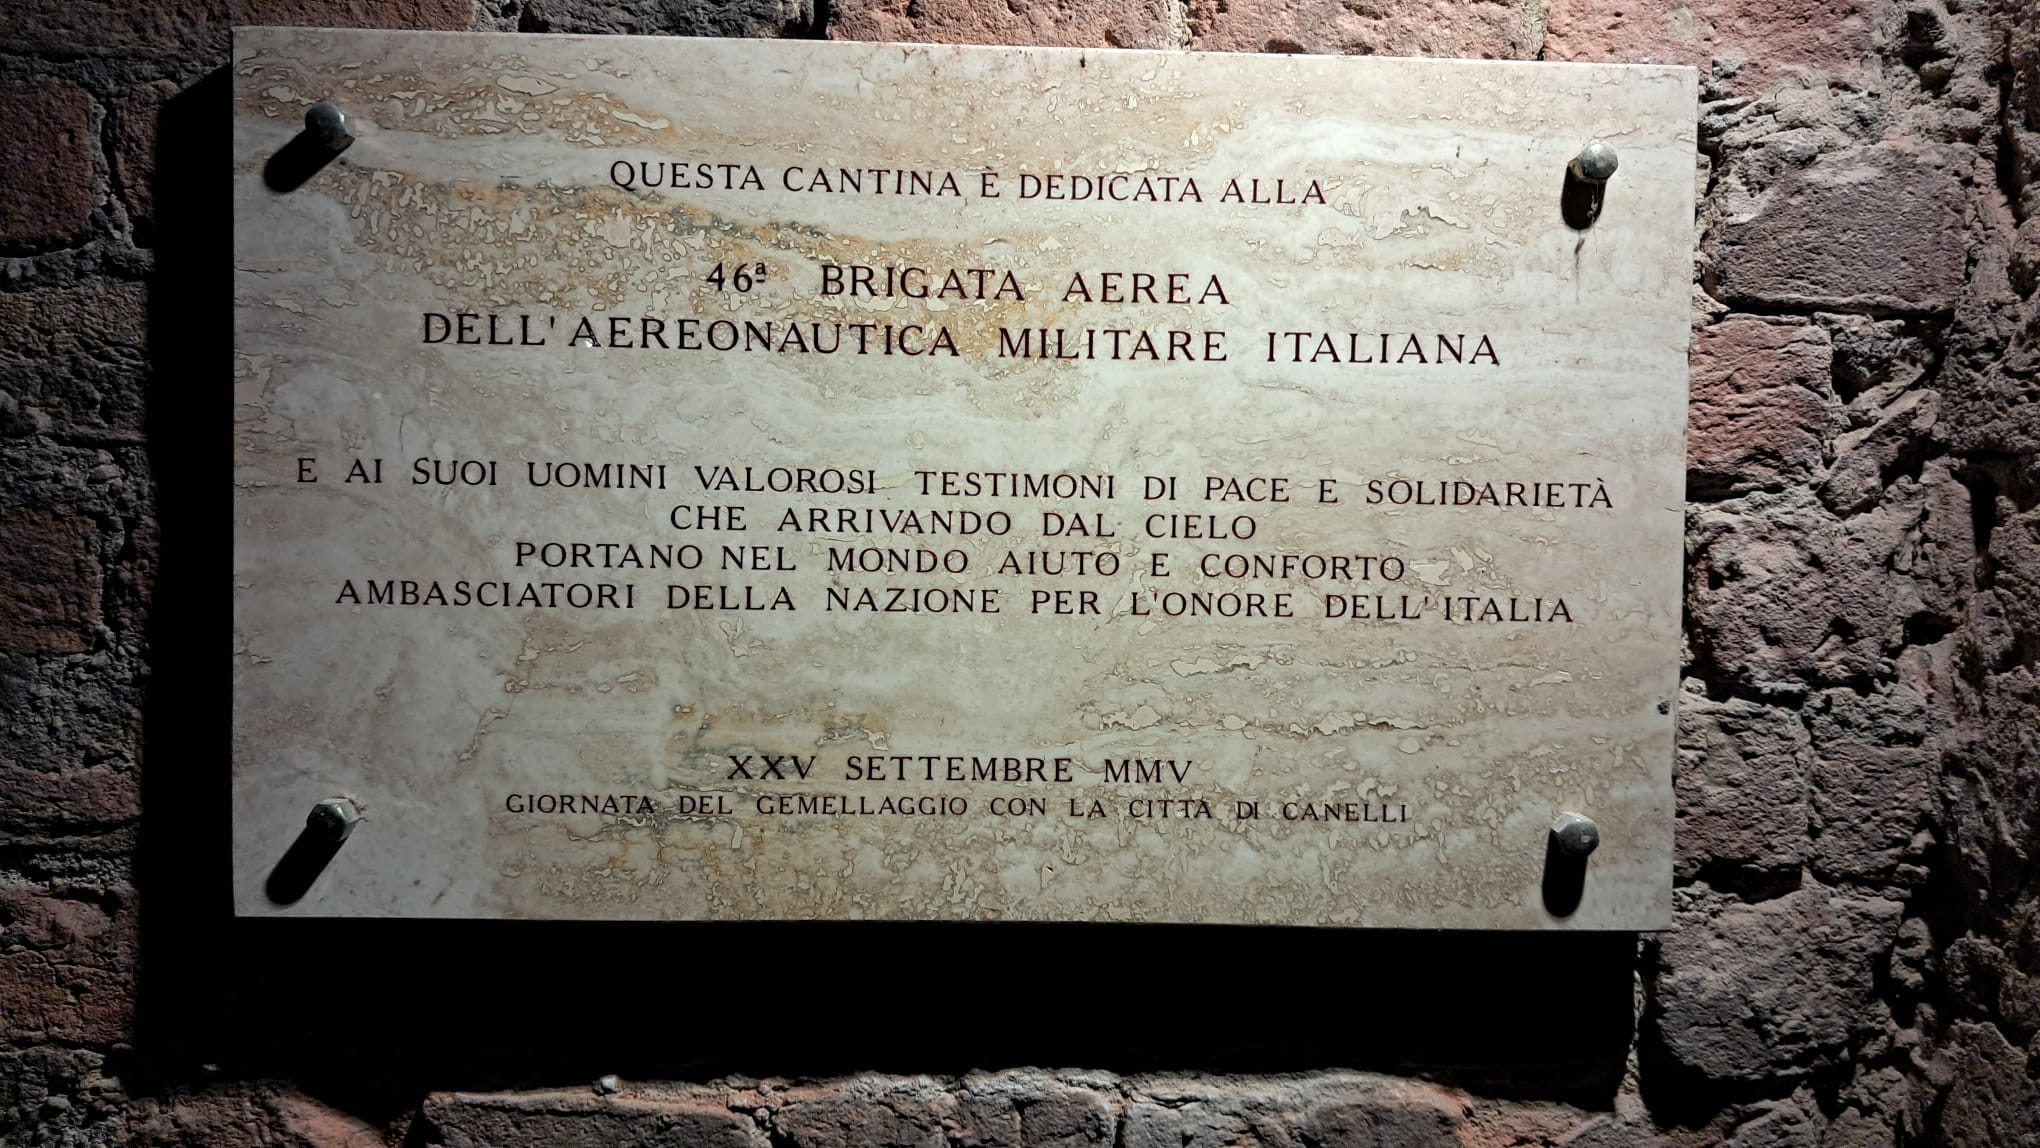 QUESTA CANTINA È DEDICATA ALLA
46ª BRIGATA AEREA
DELL'AEREONAUTICA MILITARE ITALIANA
E AI SUOI UOMINI VALOROSI TESTIMONI DI PACE E SOLIDARIETÀ
CHE ARRIVANDO DAL CIELO
PORTANO NEL MONDO AIUTO E CONFORTO
AMBASCIATORI DELLA NAZIONE PER L'ONORE DELL'ITALIA
XXV SETTEMBRE MMV
GIORNATA DEL GEMELLAGGIO CON LA CITTÀ DI CANELLI